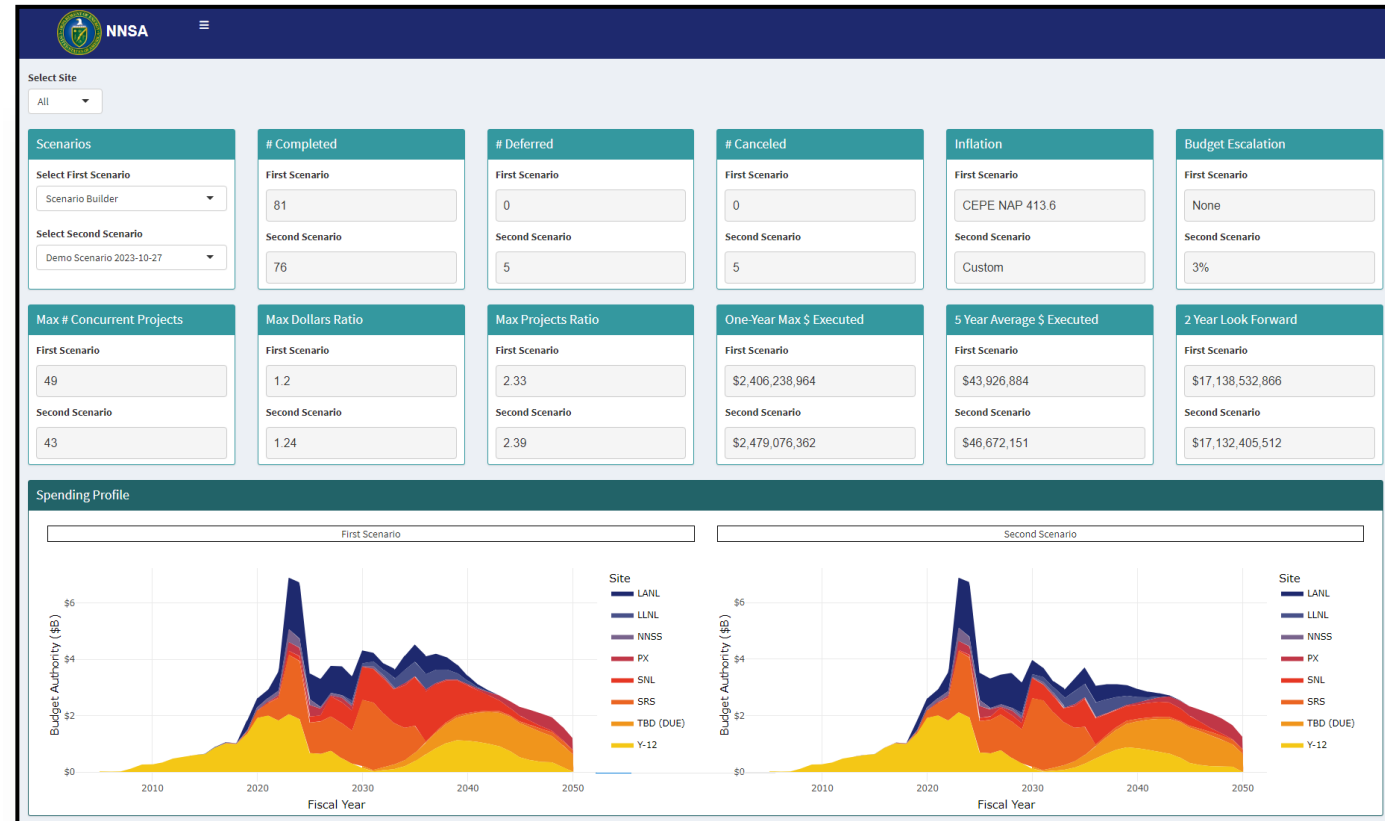 NNSA
Select Site
All
Scenarios
Select First Scenario
Scenario Builder
Select Second Scenario
Demo Scenario 2023-10-27
# Completed
First Scenario
81
Second Scenario
76
# Deferred
First Scenario
0
Second Scenario
5
# Canceled
First Scenario
0
Second Scenario
5
Inflation
First Scenario
CEPE NAP 413.6
Second Scenario
Custom
Budget Escalation
First Scenario
None
Second Scenario
3%
Max # Concurrent Projects
First Scenario
49
Second Scenario
43
Max Dollars Ratio
First Scenario
1.2
Second Scenario
1.24
Max Projects Ratio
First Scenario
2.33
Second Scenario
2.39
One-Year Max $ Executed
First Scenario
$2,406,238,964
Second Scenario
$2,479,076,362
5 Year Average $ Executed
First Scenario
$43,926,884
Second Scenario
$46,672,151
2 Year Look Forward
First Scenario
$17,138,532,866
Second Scenario
$17,132,405,512
Spending Profile
First Scenario
Budget Authority ($B)
$6
$4
$2
$0
2010 2020 2030 2040 2050
Fiscal Year
Site
LANL
LLNL
NNSS
PX
SNL
SRS
TBD (DUE)
Y-12
Second Scenario
Budget Authority ($B)
$6
$4
$2
$0
2010 2020 2030 2040 2050
Fiscal Year
Site
LANL
LLNL
NNSS
PX
SNL
SRS
TBD (DUE)
Y-12